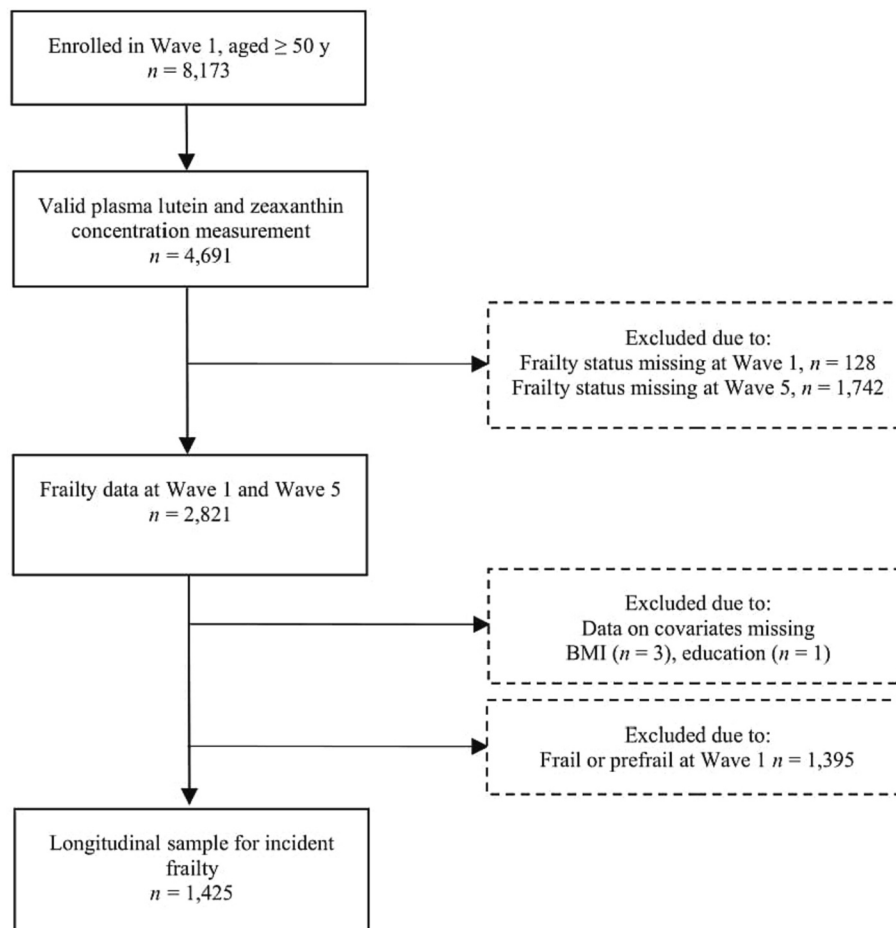 Enrolled in Wave 1, aged ≥ 50 y
n = 8,173
Valid plasma lutein and zeaxanthin
concentration measurement
n = 4,691
Excluded due to:
Frailty status missing at Wave 1, n = 128
Frailty status missing at Wave 5, n = 1,742
Frailty data at Wave 1 and Wave 5
n = 2,821
Excluded due to:
Data on covariates missing
BMI (n = 3), education (n = 1)
Excluded due to:
Frail or prefrail at Wave 1 n = 1,395
Longitudinal sample for incident
frailty
n = 1,425